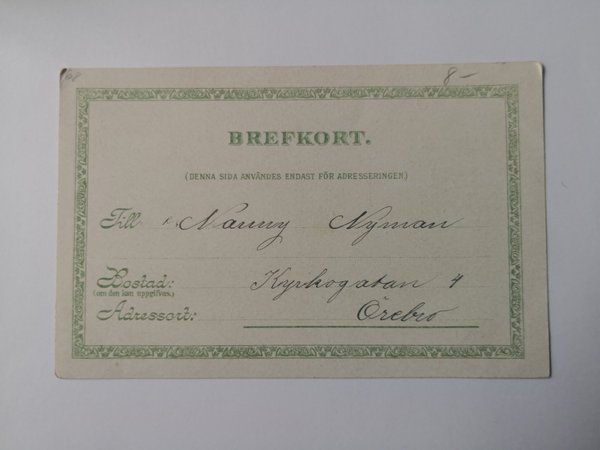 8-
BREFKORT.
(DENNA SIDA ANVÄNDES ENDAST FÖR ADRESSERINGEN.)
Till Nanny Nyman
Bostad: Kyrkogatan 4
(om den kan uppgifvas.)
Adressort: Örebro